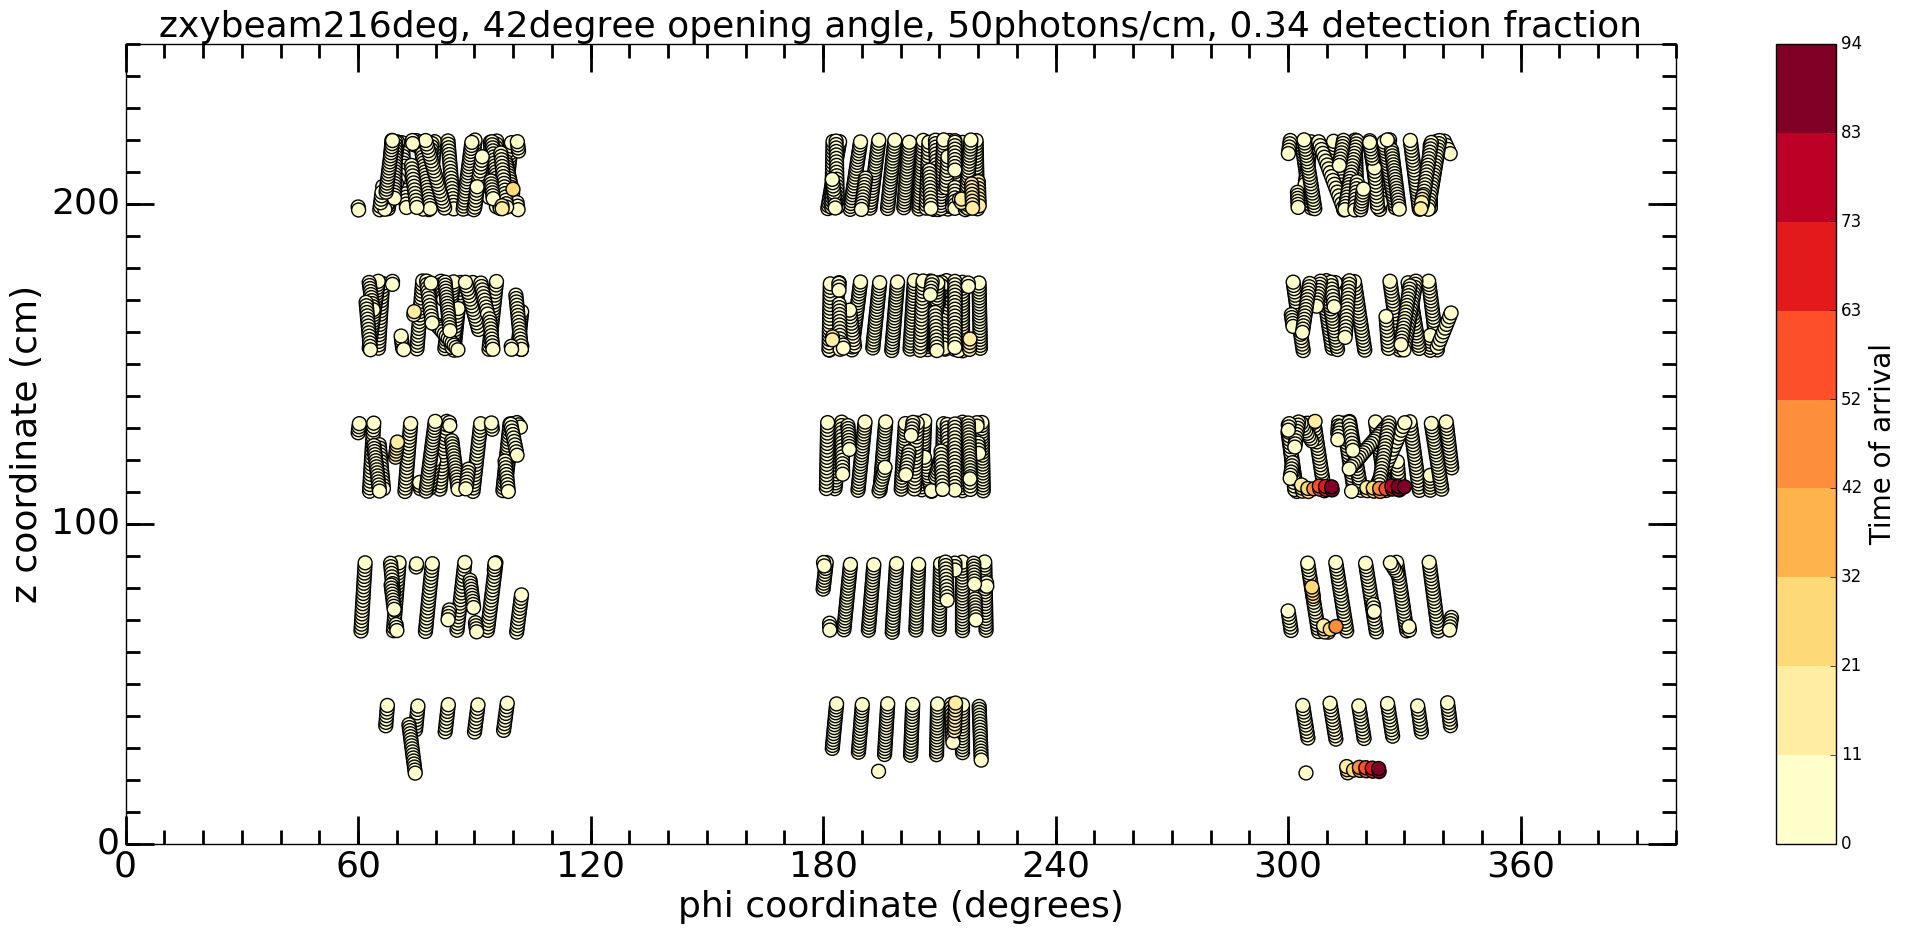 zxybeam216deg, 42degree opening angle, 50photons/cm, 0.34 detection fraction
z coordinate (cm)
200
100
0
0 60 120 180 240 300 360
phi coordinate (degrees)
94
83
73
63
52
42
32
21
11
0
Time of arrival